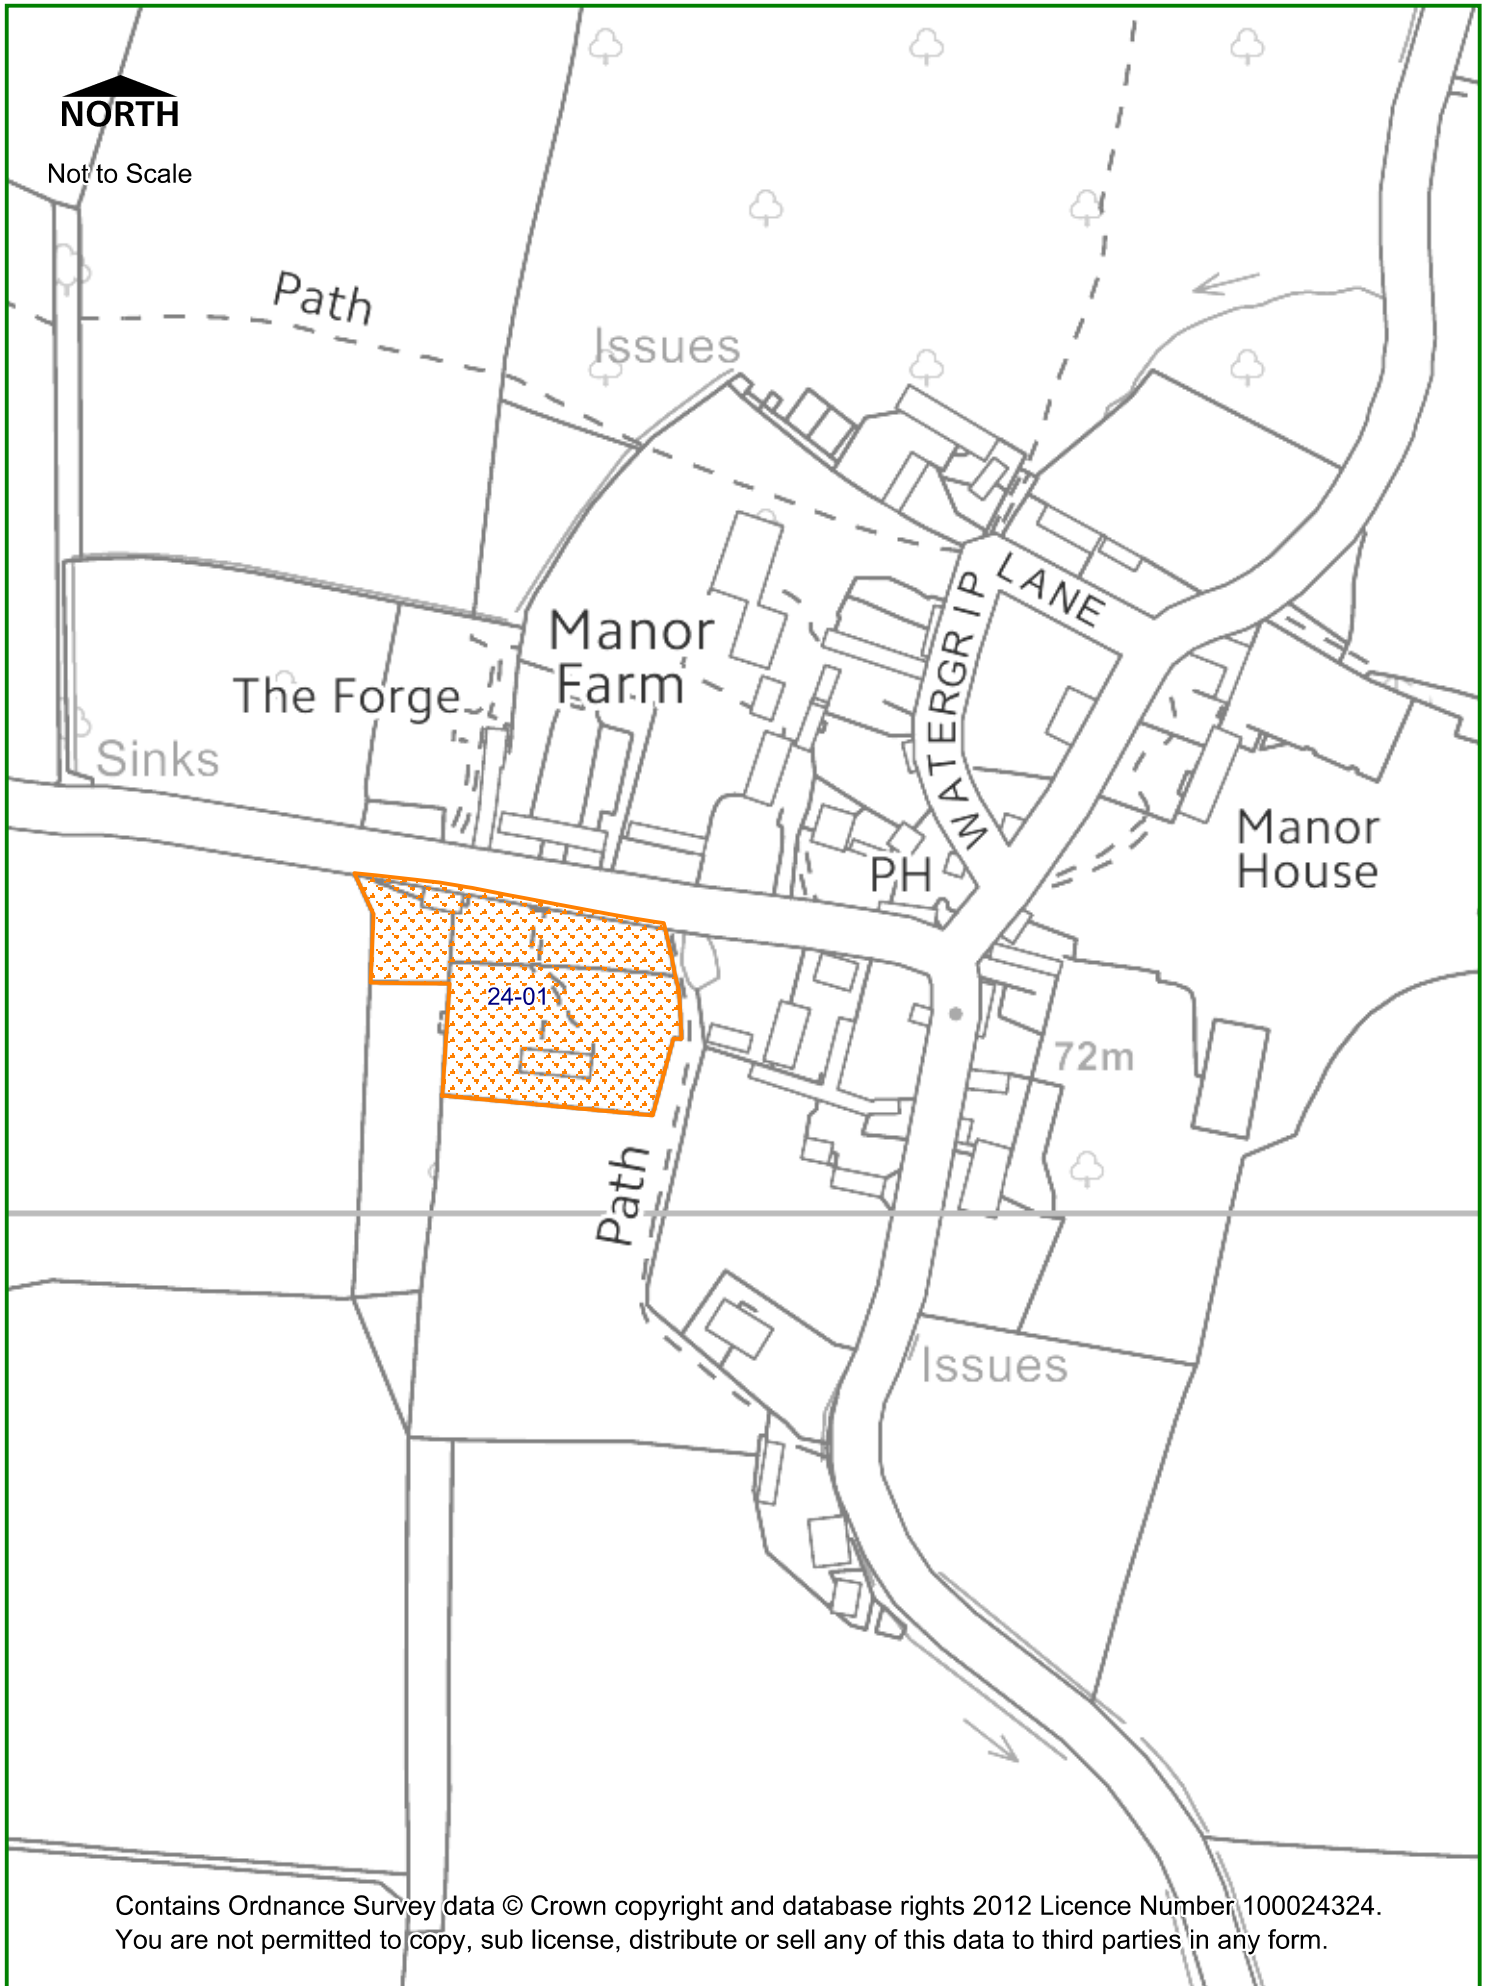 NORTH
Not to Scale
Path
Issues
WATERGRIP LANE
Manor
Farm
The Forge
Sinks
Manor
House
PH
24-01
72m
Path
Issues
Contains Ordnance Survey data © Crown copyright and database rights 2012 Licence Number 100024324.
You are not permitted to copy, sub license, distribute or sell any of this data to third parties in any form.